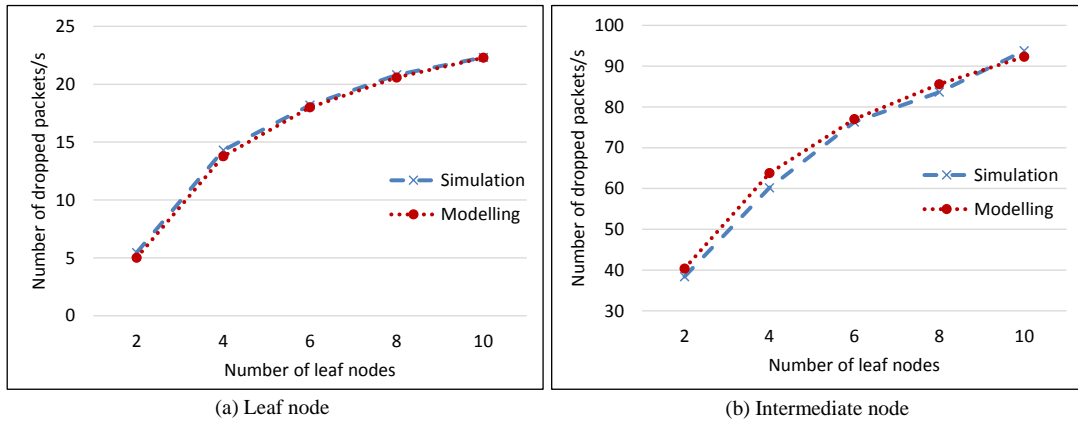 25
20
15
10
5
0
Number of dropped packets/s
Simulation
Modelling
2 4 6 8 10
Number of leaf nodes
(a) Leaf node
100
90
80
70
60
50
40
30
Number of dropped packets/s
Simulation
Modelling
2 4 6 8 10
Number of leaf nodes
(b) Intermediate node